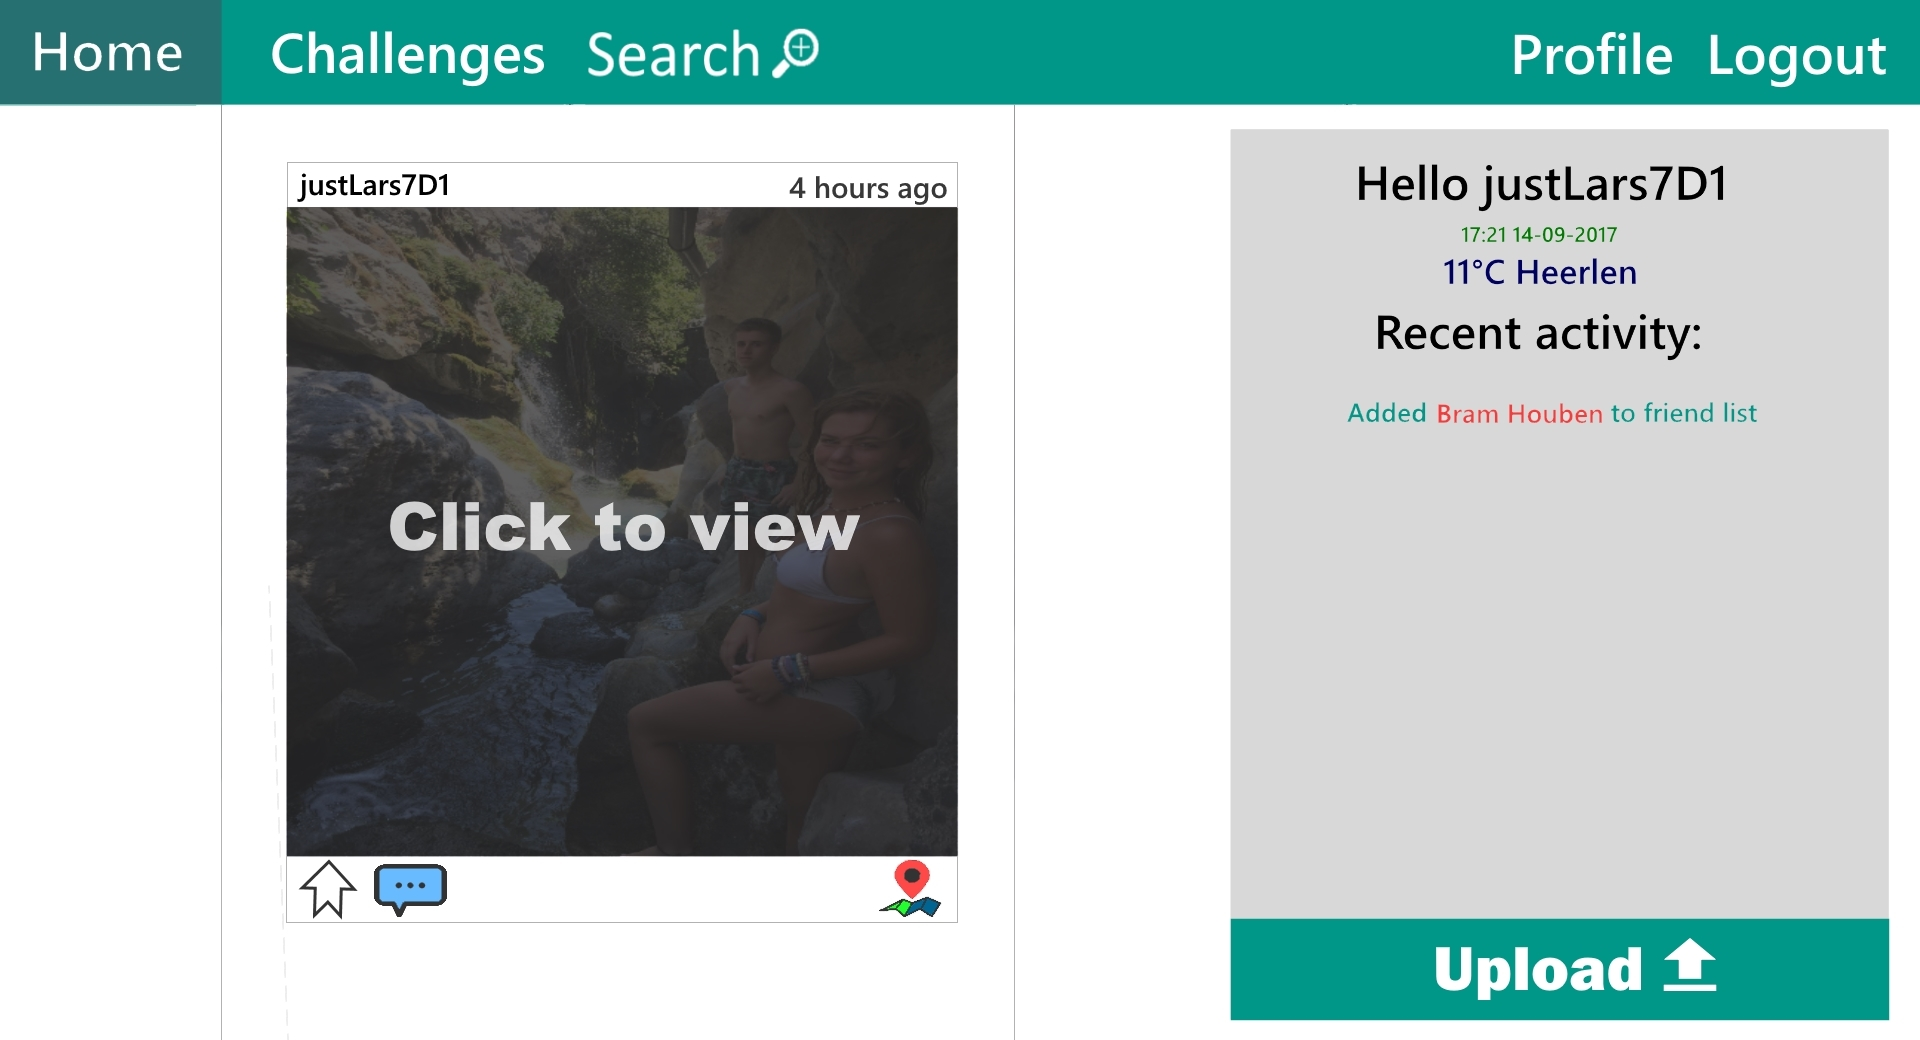 Home Challenges Search Profile Logout
justLars7D1 4 hours ago
Click to view
Hello justLars7D1
17:21 14-09-2017
11°C Heerlen
Recent activity:
Added Bram Houben to friend list
Upload